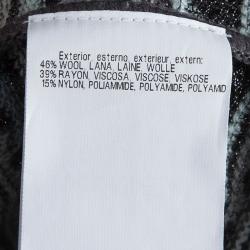 Exterior, esterno, exterieur, extern:
46% WOOL, LANA, LAINE, WOLLE
39% RAYON, VISCOSA, VISCOSE, VISKOSE
15% NYLON, POLIAMMIDE, POLYAMIDE, POLYAMID